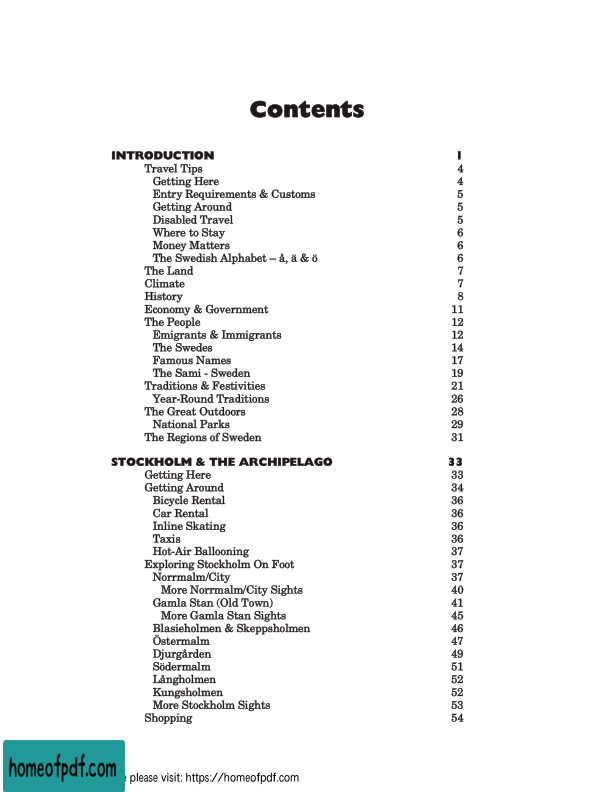 Contents
INTRODUCTION 1
Travel Tips 4
Getting Here 4
Entry Requirements & Customs 5
Getting Around 5
Disabled Travel 5
Where to Stay 6
Money Matters 6
The Swedish Alphabet – å, ä & ö 6
The Land 7
Climate 7
History 8
Economy & Government 11
The People 12
Emigrants & Immigrants 12
The Swedes 14
Famous Names 17
The Sami - Sweden 19
Traditions & Festivities 21
Year-Round Traditions 26
The Great Outdoors 28
National Parks 29
The Regions of Sweden 31
STOCKHOLM & THE ARCHIPELAGO 33
Getting Here 33
Getting Around 34
Bicycle Rental 36
Car Rental 36
Inline Skating 36
Taxis 36
Hot-Air Ballooning 37
Exploring Stockholm On Foot 37
Norrmalm/City 37
More Norrmalm/City Sights 40
Gamla Stan (Old Town) 41
More Gamla Stan Sights 45
Blasieholmen & Skeppsholmen 46
Östermalm 47
Djurgården 49
Södermalm 51
Långholmen 52
Kungsholmen 52
More Stockholm Sights 53
Shopping 54
homeofpdf.com please visit: https://homeofpdf.com